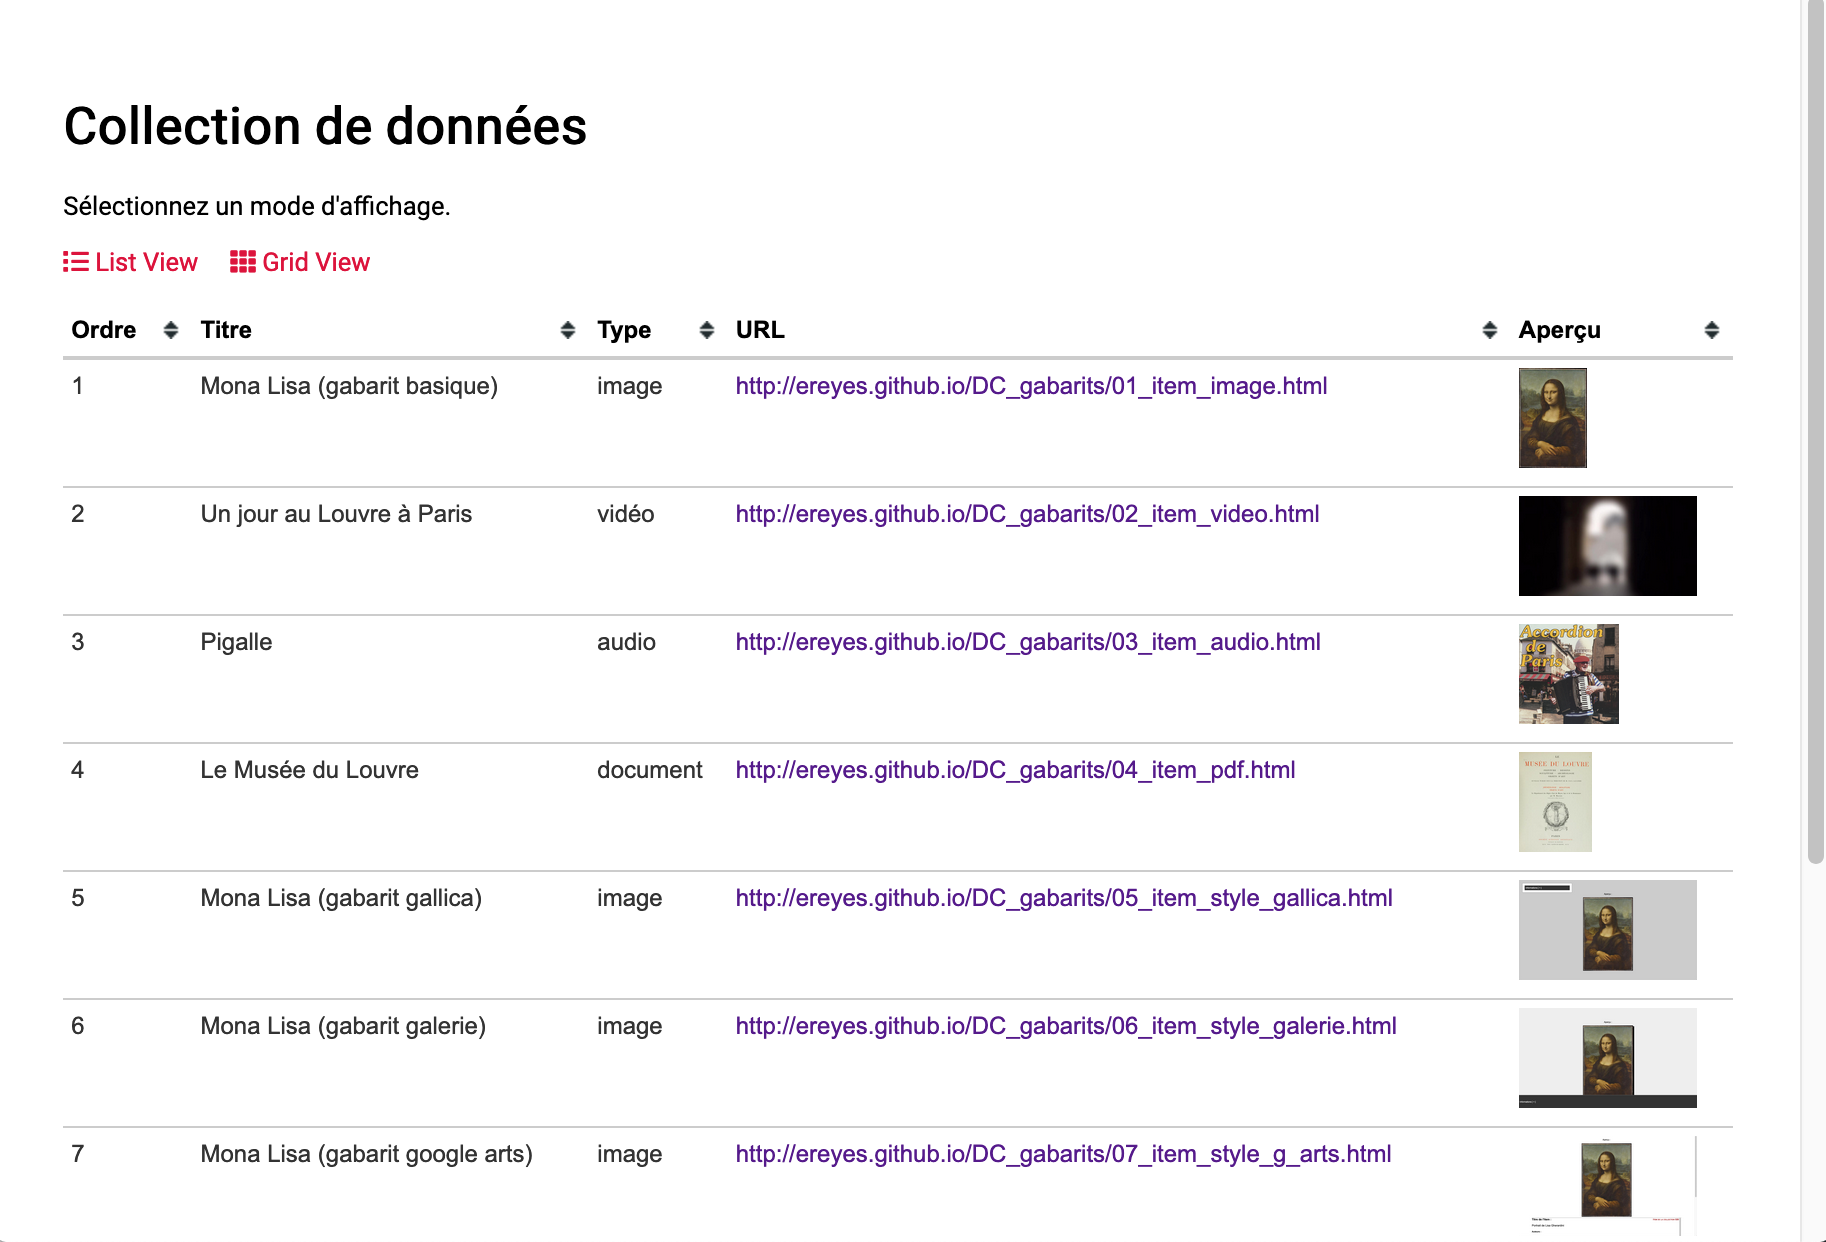 Collection de données
Sélectionnez un mode d'affichage.
List View Grid View
Ordre Titre Type URL Aperçu
1 Mona Lisa (gabarit basique) image http://ereyes.github.io/DC_gabarits/01_item_image.html
2 Un jour au Louvre à Paris vidéo http://ereyes.github.io/DC_gabarits/02_item_video.html
3 Pigalle audio http://ereyes.github.io/DC_gabarits/03_item_audio.html
Accordion
de
Paris
4 Le Musée du Louvre document http://ereyes.github.io/DC_gabarits/04_item_pdf.html
MUSÉE DU LOUVRE
5 Mona Lisa (gabarit gallica) image http://ereyes.github.io/DC_gabarits/05_item_style_gallica.html
6 Mona Lisa (gabarit galerie) image http://ereyes.github.io/DC_gabarits/06_item_style_galerie.html
7 Mona Lisa (gabarit google arts) image http://ereyes.github.io/DC_gabarits/07_item_style_g_arts.html